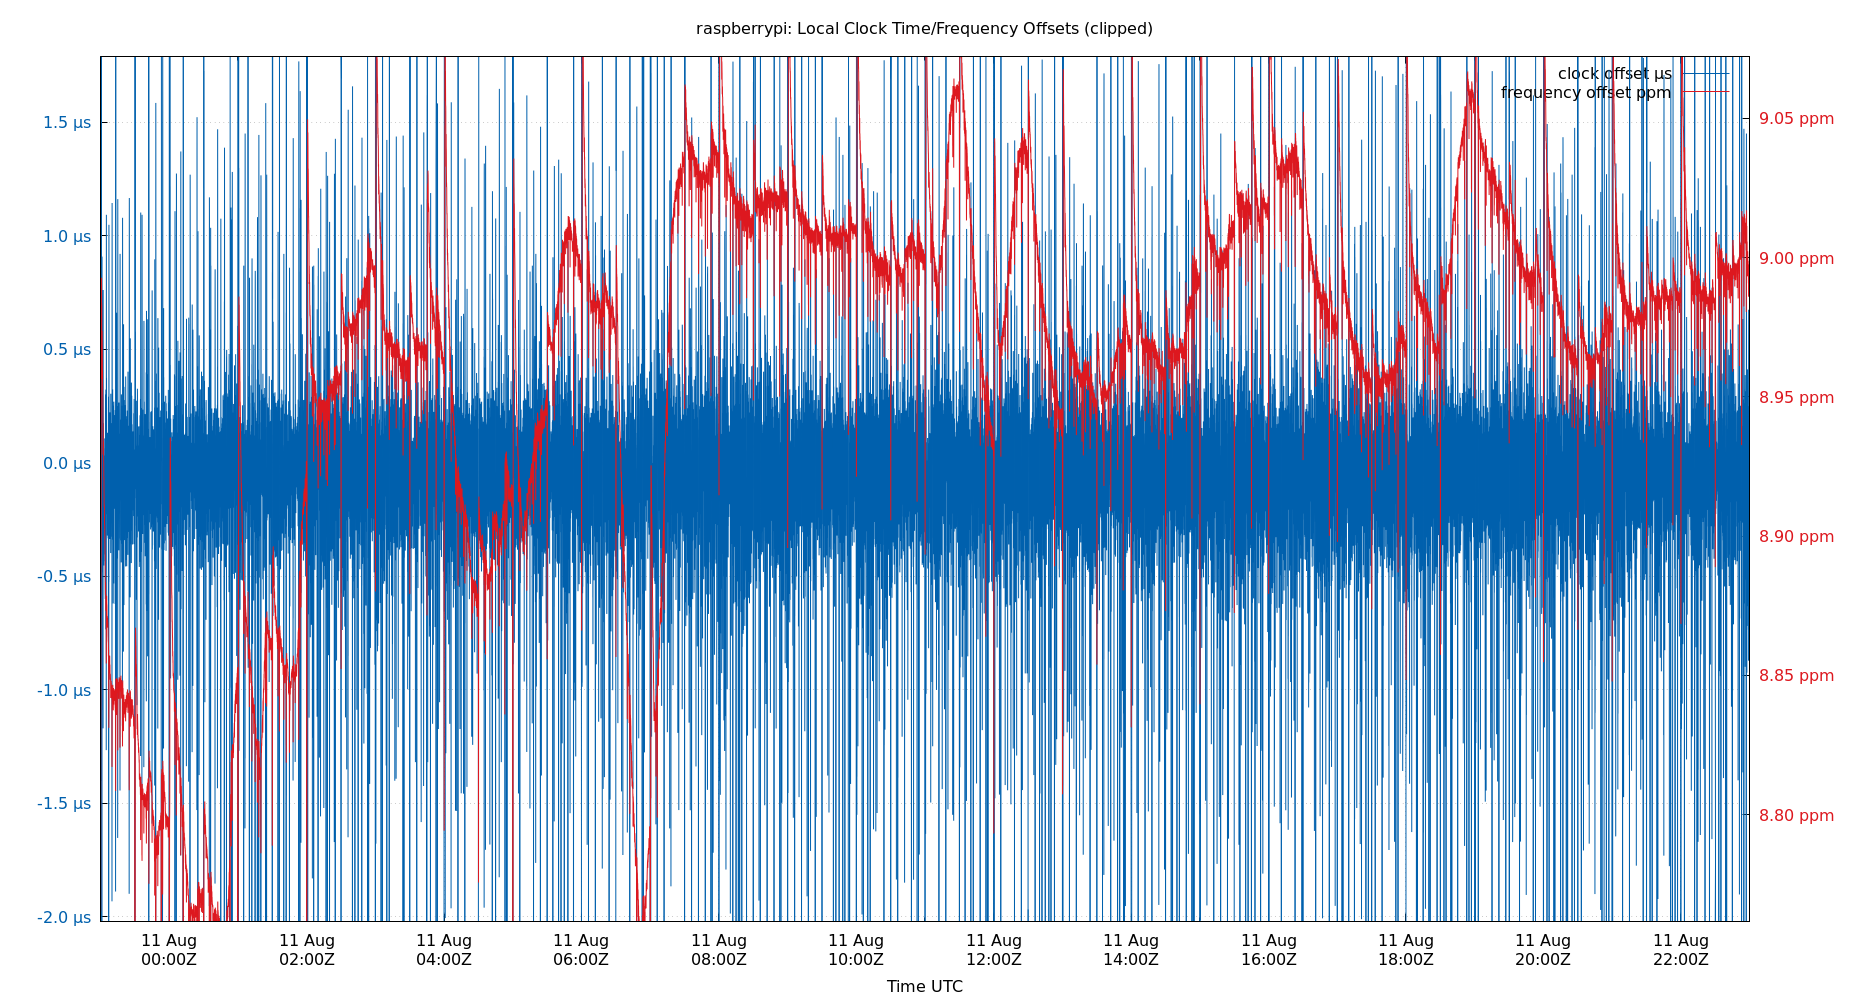 raspberrypi: Local Clock Time/Frequency Offsets (clipped)
clock offset µs
frequency offset ppm
1.5 µs
1.0 µs
0.5 µs
0.0 µs
-0.5 µs
-1.0 µs
-1.5 µs
-2.0 µs
9.05 ppm
9.00 ppm
8.95 ppm
8.90 ppm
8.85 ppm
8.80 ppm
11 Aug 11 Aug 11 Aug 11 Aug 11 Aug 11 Aug 11 Aug 11 Aug 11 Aug 11 Aug 11 Aug 11 Aug
00:00Z 02:00Z 04:00Z 06:00Z 08:00Z 10:00Z 12:00Z 14:00Z 16:00Z 18:00Z 20:00Z 22:00Z
Time UTC